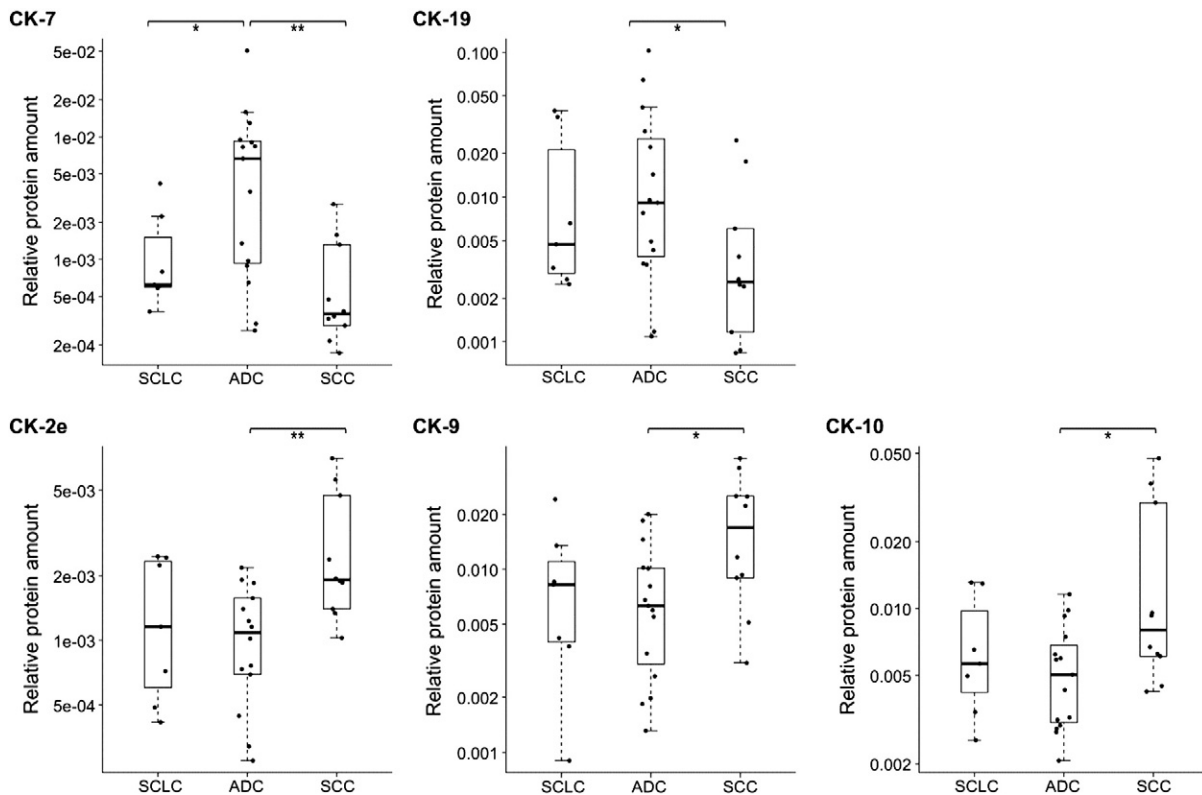 CK-7
*
**
Relative protein amount
5e-02
2e-02
1e-02
5e-03
2e-03
1e-03
5e-04
2e-04
SCLC ADC SCC
CK-19
*
Relative protein amount
0.100
0.050
0.020
0.010
0.005
0.002
0.001
SCLC ADC SCC
CK-2e
**
Relative protein amount
5e-03
2e-03
1e-03
5e-04
SCLC ADC SCC
CK-9
*
Relative protein amount
0.020
0.010
0.005
0.002
0.001
SCLC ADC SCC
CK-10
*
Relative protein amount
0.050
0.020
0.010
0.005
0.002
SCLC ADC SCC